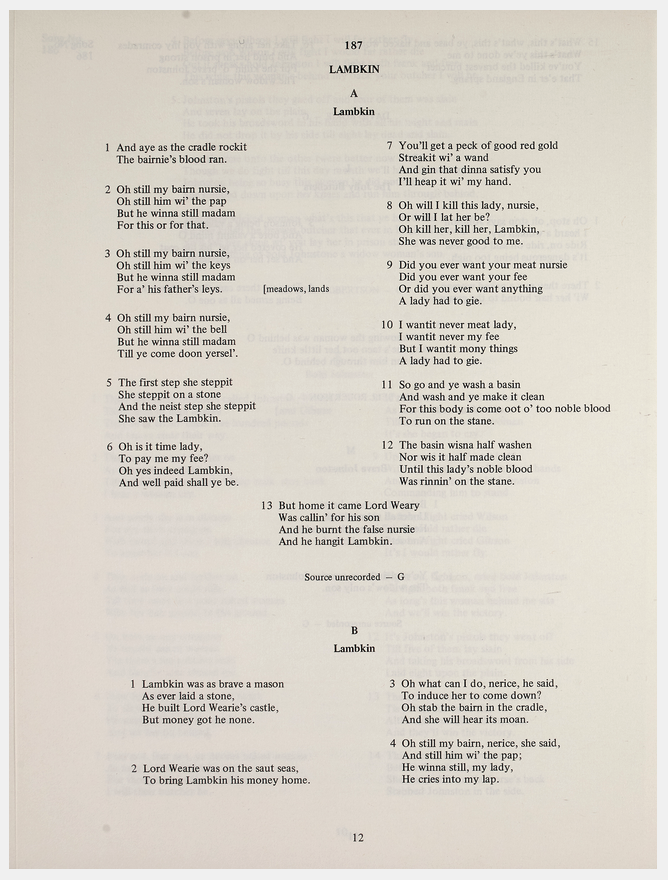 187
LAMBKIN
A
Lambkin
1 And aye as the cradle rockit
The bairnie's blood ran.
2 Oh still my bairn nursie,
Oh still him wi' the pap
But he winna still madam
For this or for that.
3 Oh still my bairn nursie,
Oh still him wi' the keys
But he winna still madam
For a' his father's leys. [meadows, lands
4 Oh still my bairn nursie,
Oh still him wi' the bell
But he winna still madam
Till ye come doon yersel'.
5 The first step she steppit
She steppit on a stone
And the neist step she steppit
She saw the Lambkin.
6 Oh is it time lady,
To pay me my fee?
Oh yes indeed Lambkin,
And well paid shall ye be.
7 You'll get a peck of good red gold
Streakit wi' a wand
And gin that dinna satisfy you
I'll heap it wi' my hand.
8 Oh will I kill this lady, nursie,
Or will I lat her be?
Oh kill her, kill her, Lambkin,
She was never good to me.
9 Did you ever want your meat nursie
Did you ever want your fee
Or did you ever want anything
A lady had to gie.
10 I wantit never meat lady,
I wantit never my fee
But I wantit mony things
A lady had to gie.
11 So go and ye wash a basin
And wash and ye make it clean
For this body is come oot o' too noble blood
To run on the stane.
12 The basin wisna half washen
Nor wis it half made clean
Until this lady's noble blood
Was rinnin' on the stane.
13 But home it came Lord Weary
Was callin' for his son
And he burnt the false nursie
And he hangit Lambkin.
Source unrecorded — G
B
Lambkin
1 Lambkin was as brave a mason
As ever laid a stone,
He built Lord Wearie's castle,
But money got he none.
2 Lord Wearie was on the saut seas,
To bring Lambkin his money home.
3 Oh what can I do, nerice, he said,
To induce her to come down?
Oh stab the bairn in the cradle,
And she will hear its moan.
4 Oh still my bairn, nerice, she said,
And still him wi' the pap;
He winna still, my lady,
He cries into my lap.
12